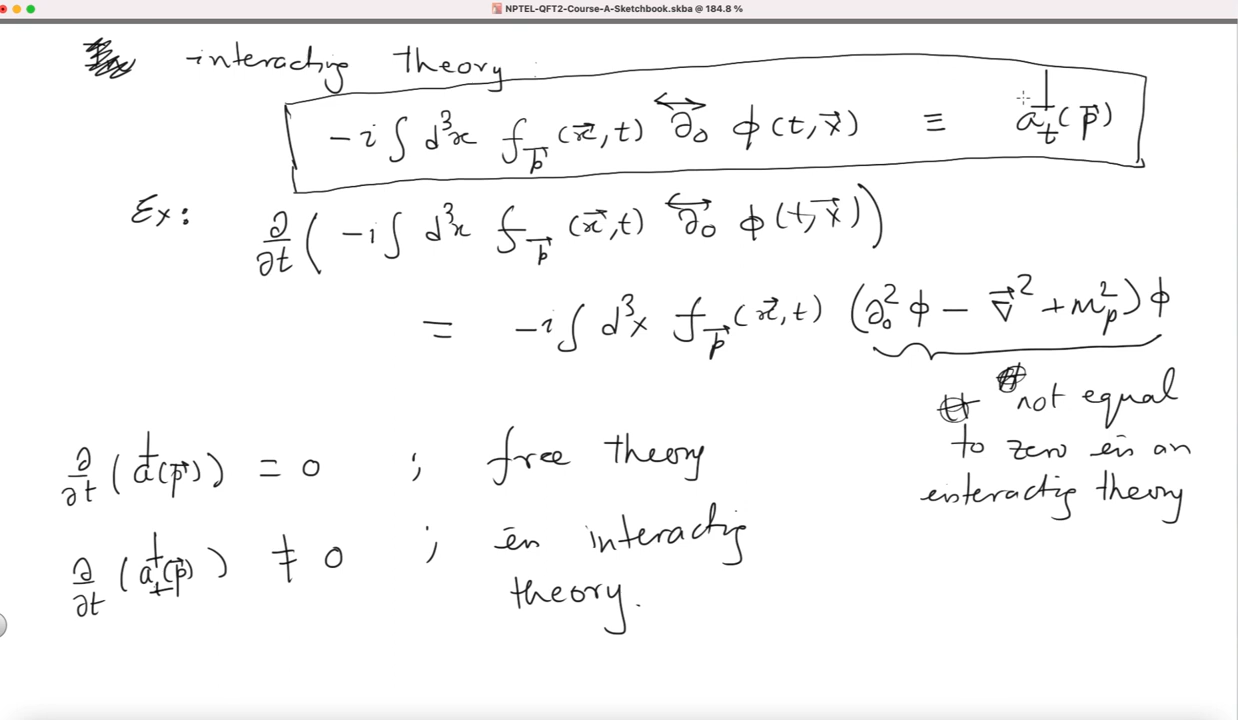 NPTEL-QFT2-Course-A-Sketchbook.skba @ 184.8 %
interacting theory
-i ∫ d³x f_p⃗ (x⃗,t) ∂₀^↔ ϕ(t,x⃗) ≡ a_t^†(p⃗)
Ex: ∂/∂t ( -i ∫ d³x f_p⃗ (x⃗,t) ∂₀^↔ ϕ(t,x⃗) )
= -i ∫ d³x f_p⃗ (x⃗,t) (∂₀² ϕ - ∇⃗² + m_p²) ϕ
not equal
to zero in an
interacting theory
∂/∂t ( a^†(p⃗) ) = 0 ; free theory
∂/∂t ( a_t^†(p⃗) ) ≠ 0 ; in interacting
theory.